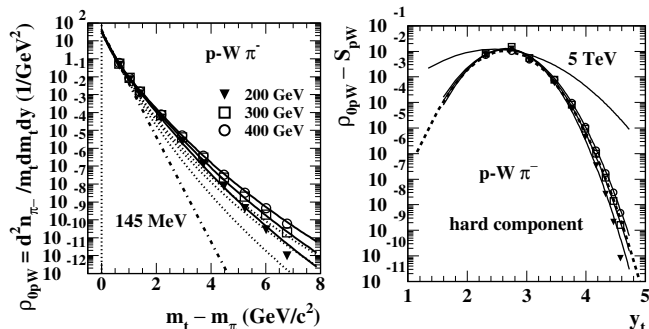 ρ0pW = d²nπ− /mtdmtdy (1/GeV²)
10 2
10
1
10 -1
10 -2
10 -3
10 -4
10 -5
10 -6
10 -7
10 -8
10 -9
10 -10
10 -11
10 -12
p-W π-
200 GeV
300 GeV
400 GeV
145 MeV
0 2 4 6 8
mt – mπ (GeV/c²)
ρ0pW − SpW
10 -1
10 -2
10 -3
10 -4
10 -5
10 -6
10 -7
10 -8
10 -9
10 -10
10 -11
5 TeV
p-W π−
hard component
1 2 3 4 5
yt